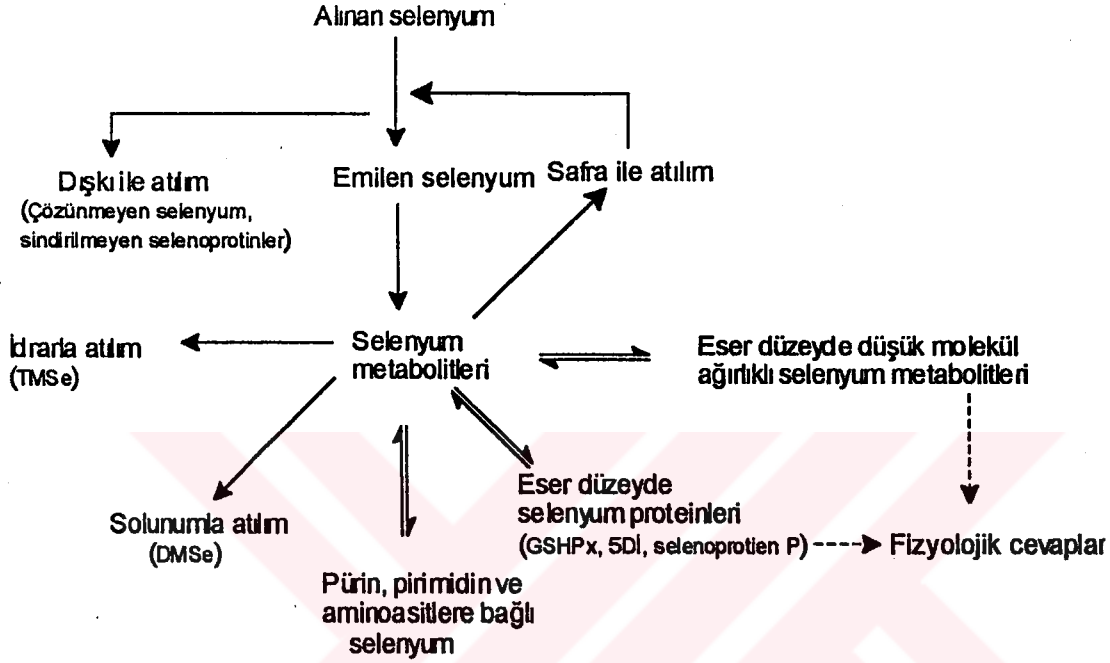 Alınan selenyum
Dışkı ile atılım
(Çözünmeyen selenyum,
sindirilmeyen selenoprotinler)
Emilen selenyum
Safra ile atılım
İdrarla atılım
(TMSe)
Selenyum
metabolitleri
Eser düzeyde düşük molekül
ağırlıklı selenyum metabolitleri
Solunumla atılım
(DMSe)
Eser düzeyde
selenyum proteinleri
(GSHPx, 5Dİ, selenoprotien P)
Fizyolojik cevaplar
Pürin, pirimidin ve
aminoasitlere bağlı
selenyum